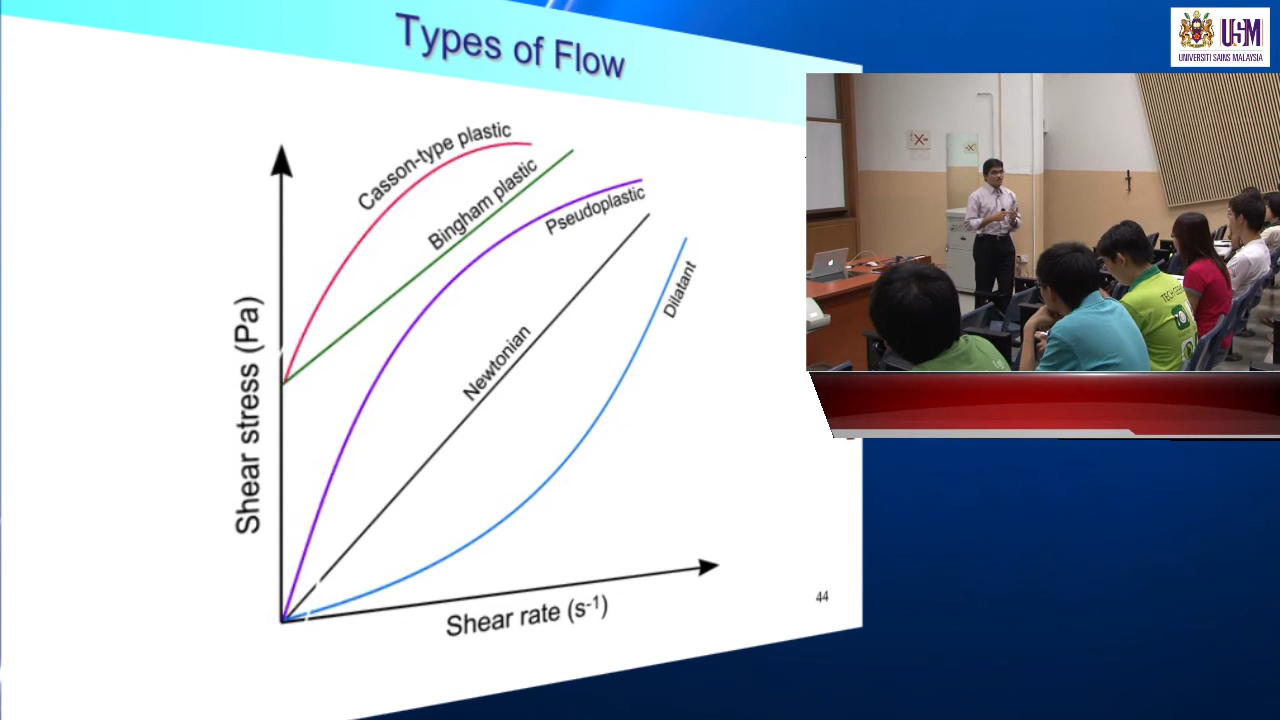 Types of Flow
USM
UNIVERSITI SAINS MALAYSIA
Casson-type plastic
Bingham plastic
Pseudoplastic
Newtonian
Dilatant
Shear stress (Pa)
Shear rate (s-1)
44